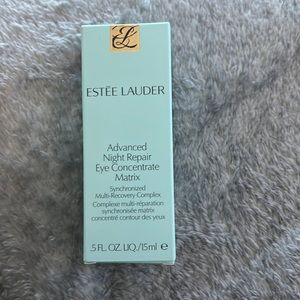 ESTĒE LAUDER
Advanced
Night Repair
Eye Concentrate
Matrix
Synchronized
Multi-Recovery Complex
Complexe multi-réparation
synchronisée matrix
concentré contour des yeux
.5 FL. OZ. LIQ./15ml ℮